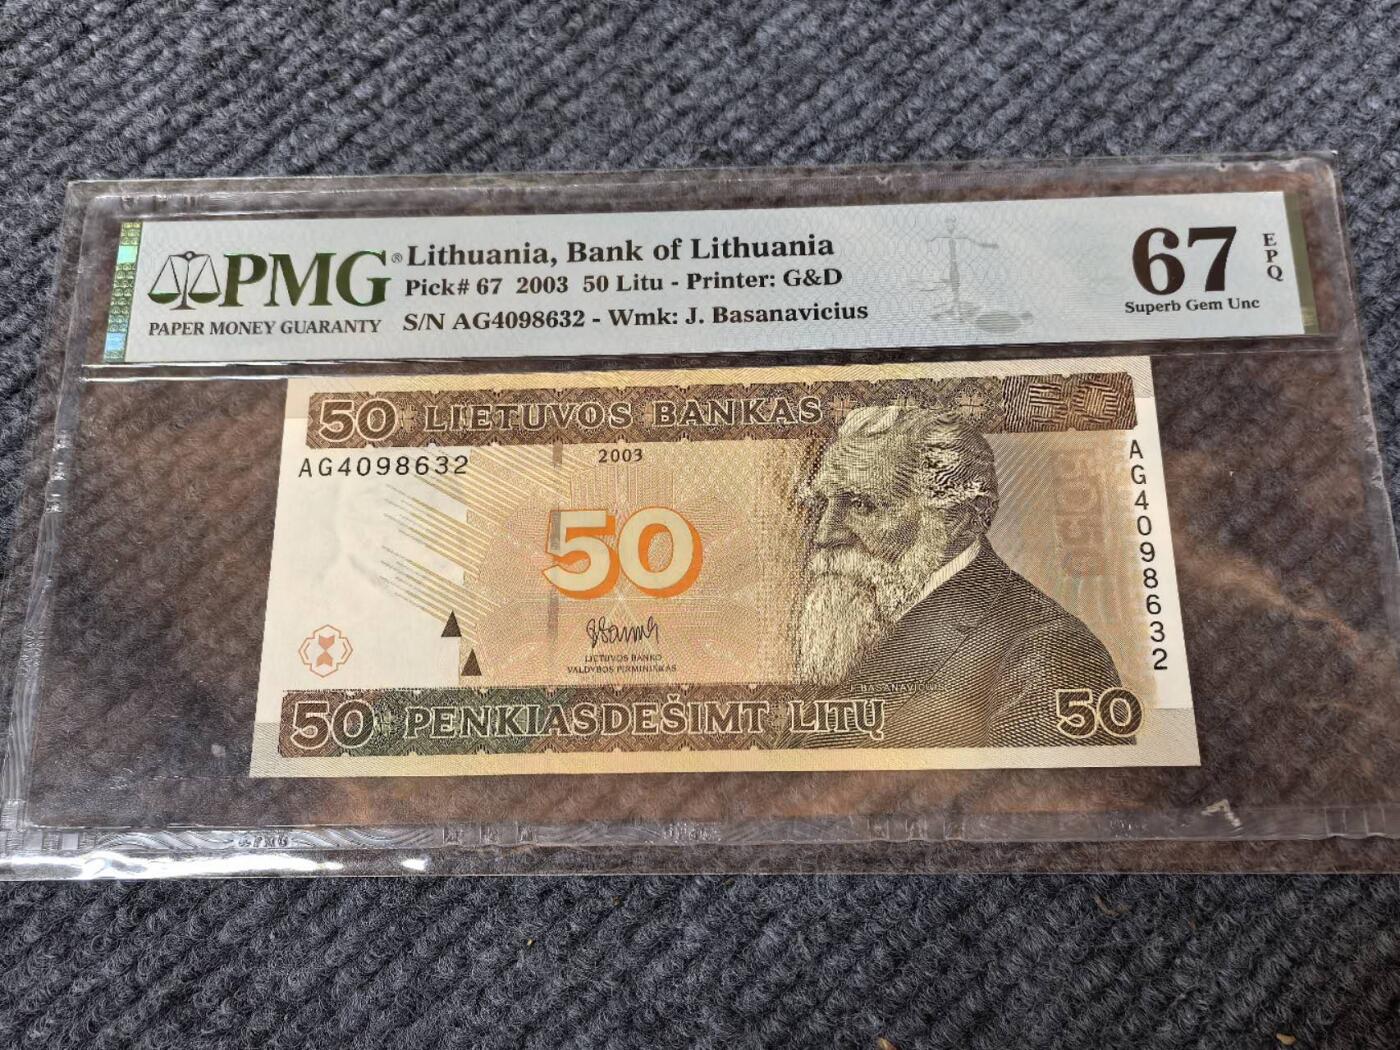 PMG®
PAPER MONEY GUARANTY
Lithuania, Bank of Lithuania
Pick# 67 2003 50 Litu - Printer: G&D
S/N AG4098632 - Wmk: J. Basanavicius
67
EPQ
Superb Gem Unc
50 LIETUVOS BANKAS
AG4098632
2003
50
LIETUVOS BANKO
VALDYBOS PIRMININKAS
J. BASANAVIČIUS
AG4098632
50 PENKIASDEŠIMT LITŲ
50